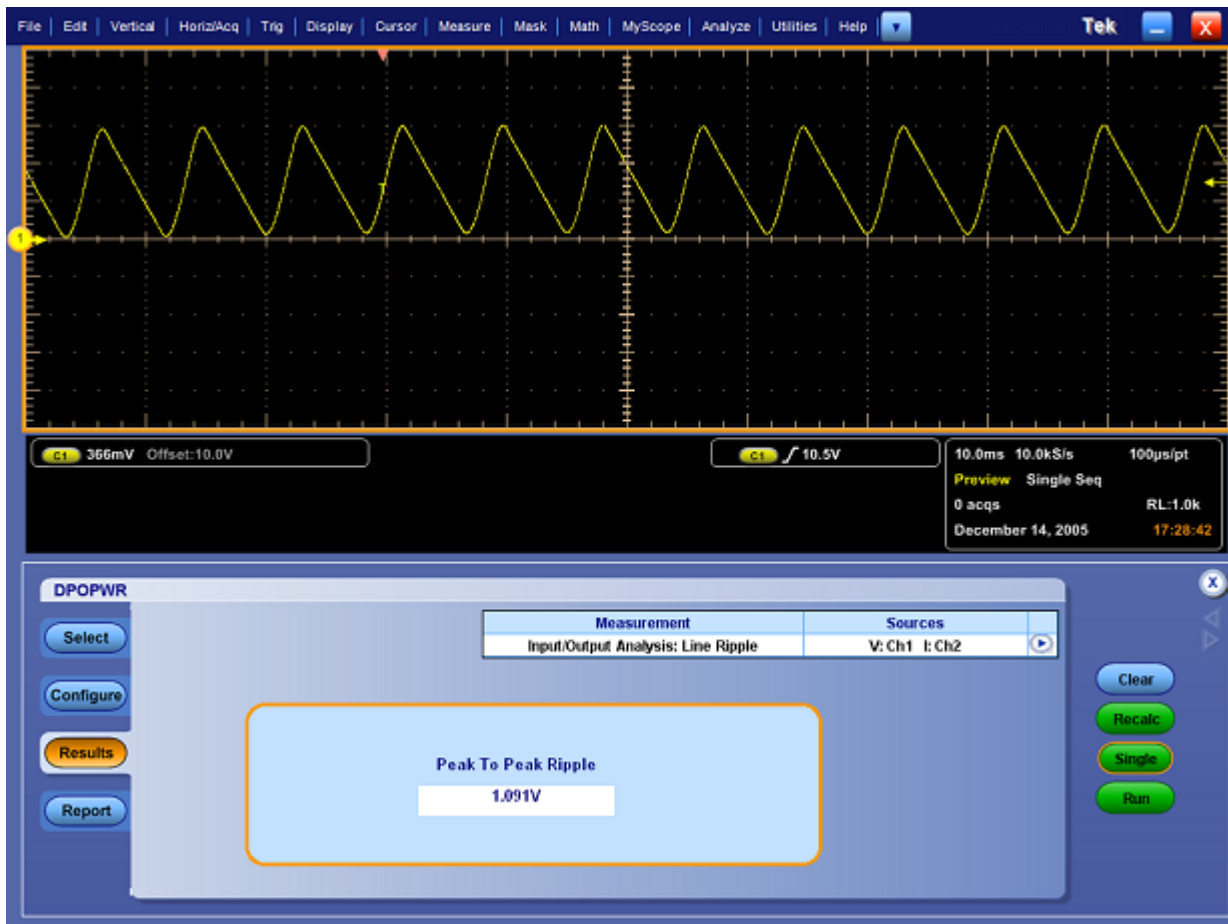 File | Edit | Vertical | Horiz/Acq | Trig | Display | Cursor | Measure | Mask | Math | MyScope | Analyze | Utilities | Help Tek X
T
1
C1 366mV Offset:10.0V
C1 10.5V
10.0ms 10.0kS/s 100µs/pt
Preview Single Seq
0 acqs RL:1.0k
December 14, 2005 17:28:42
DPOPWR X
Measurement Sources
Input/Output Analysis: Line Ripple V: Ch1 I: Ch2
Select
Configure
Results
Report
Peak To Peak Ripple
1.091V
Clear
Recalc
Single
Run